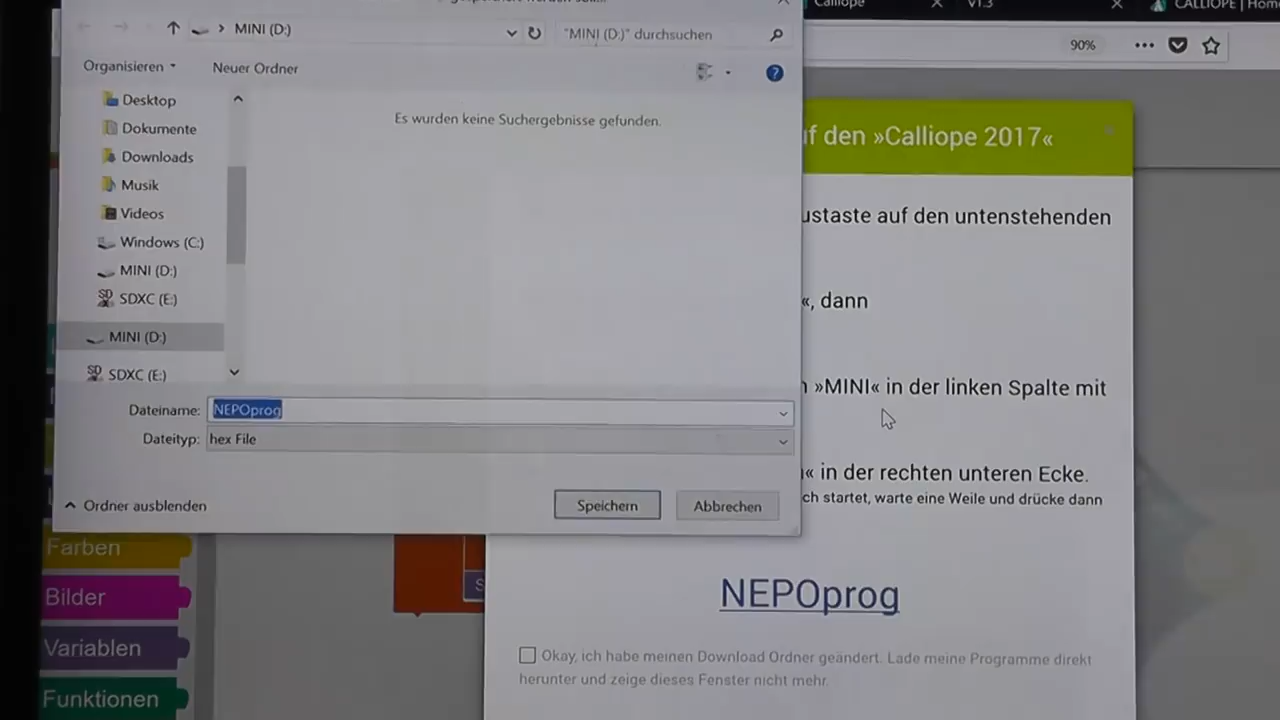 Calliope
V1.3
CALLIOPE | Hom
MINI (D:)
"MINI (D:)" durchsuchen
90%
Organisieren
Neuer Ordner
Desktop
Dokumente
Downloads
Musik
Videos
Windows (C:)
MINI (D:)
SDXC (E:)
MINI (D:)
SDXC (E:)
Es wurden keine Suchergebnisse gefunden.
Dateiname: NEPOprog
Dateityp: hex File
Ordner ausblenden
Speichern
Abbrechen
uf den »Calliope 2017«
ustaste auf den untenstehenden
«, dann
»MINI« in der linken Spalte mit
« in der rechten unteren Ecke.
ch startet, warte eine Weile und drücke dann
NEPOprog
Okay, ich habe meinen Download Ordner geändert. Lade meine Programme direkt
herunter und zeige dieses Fenster nicht mehr.
Farben
Bilder
Variablen
Funktionen